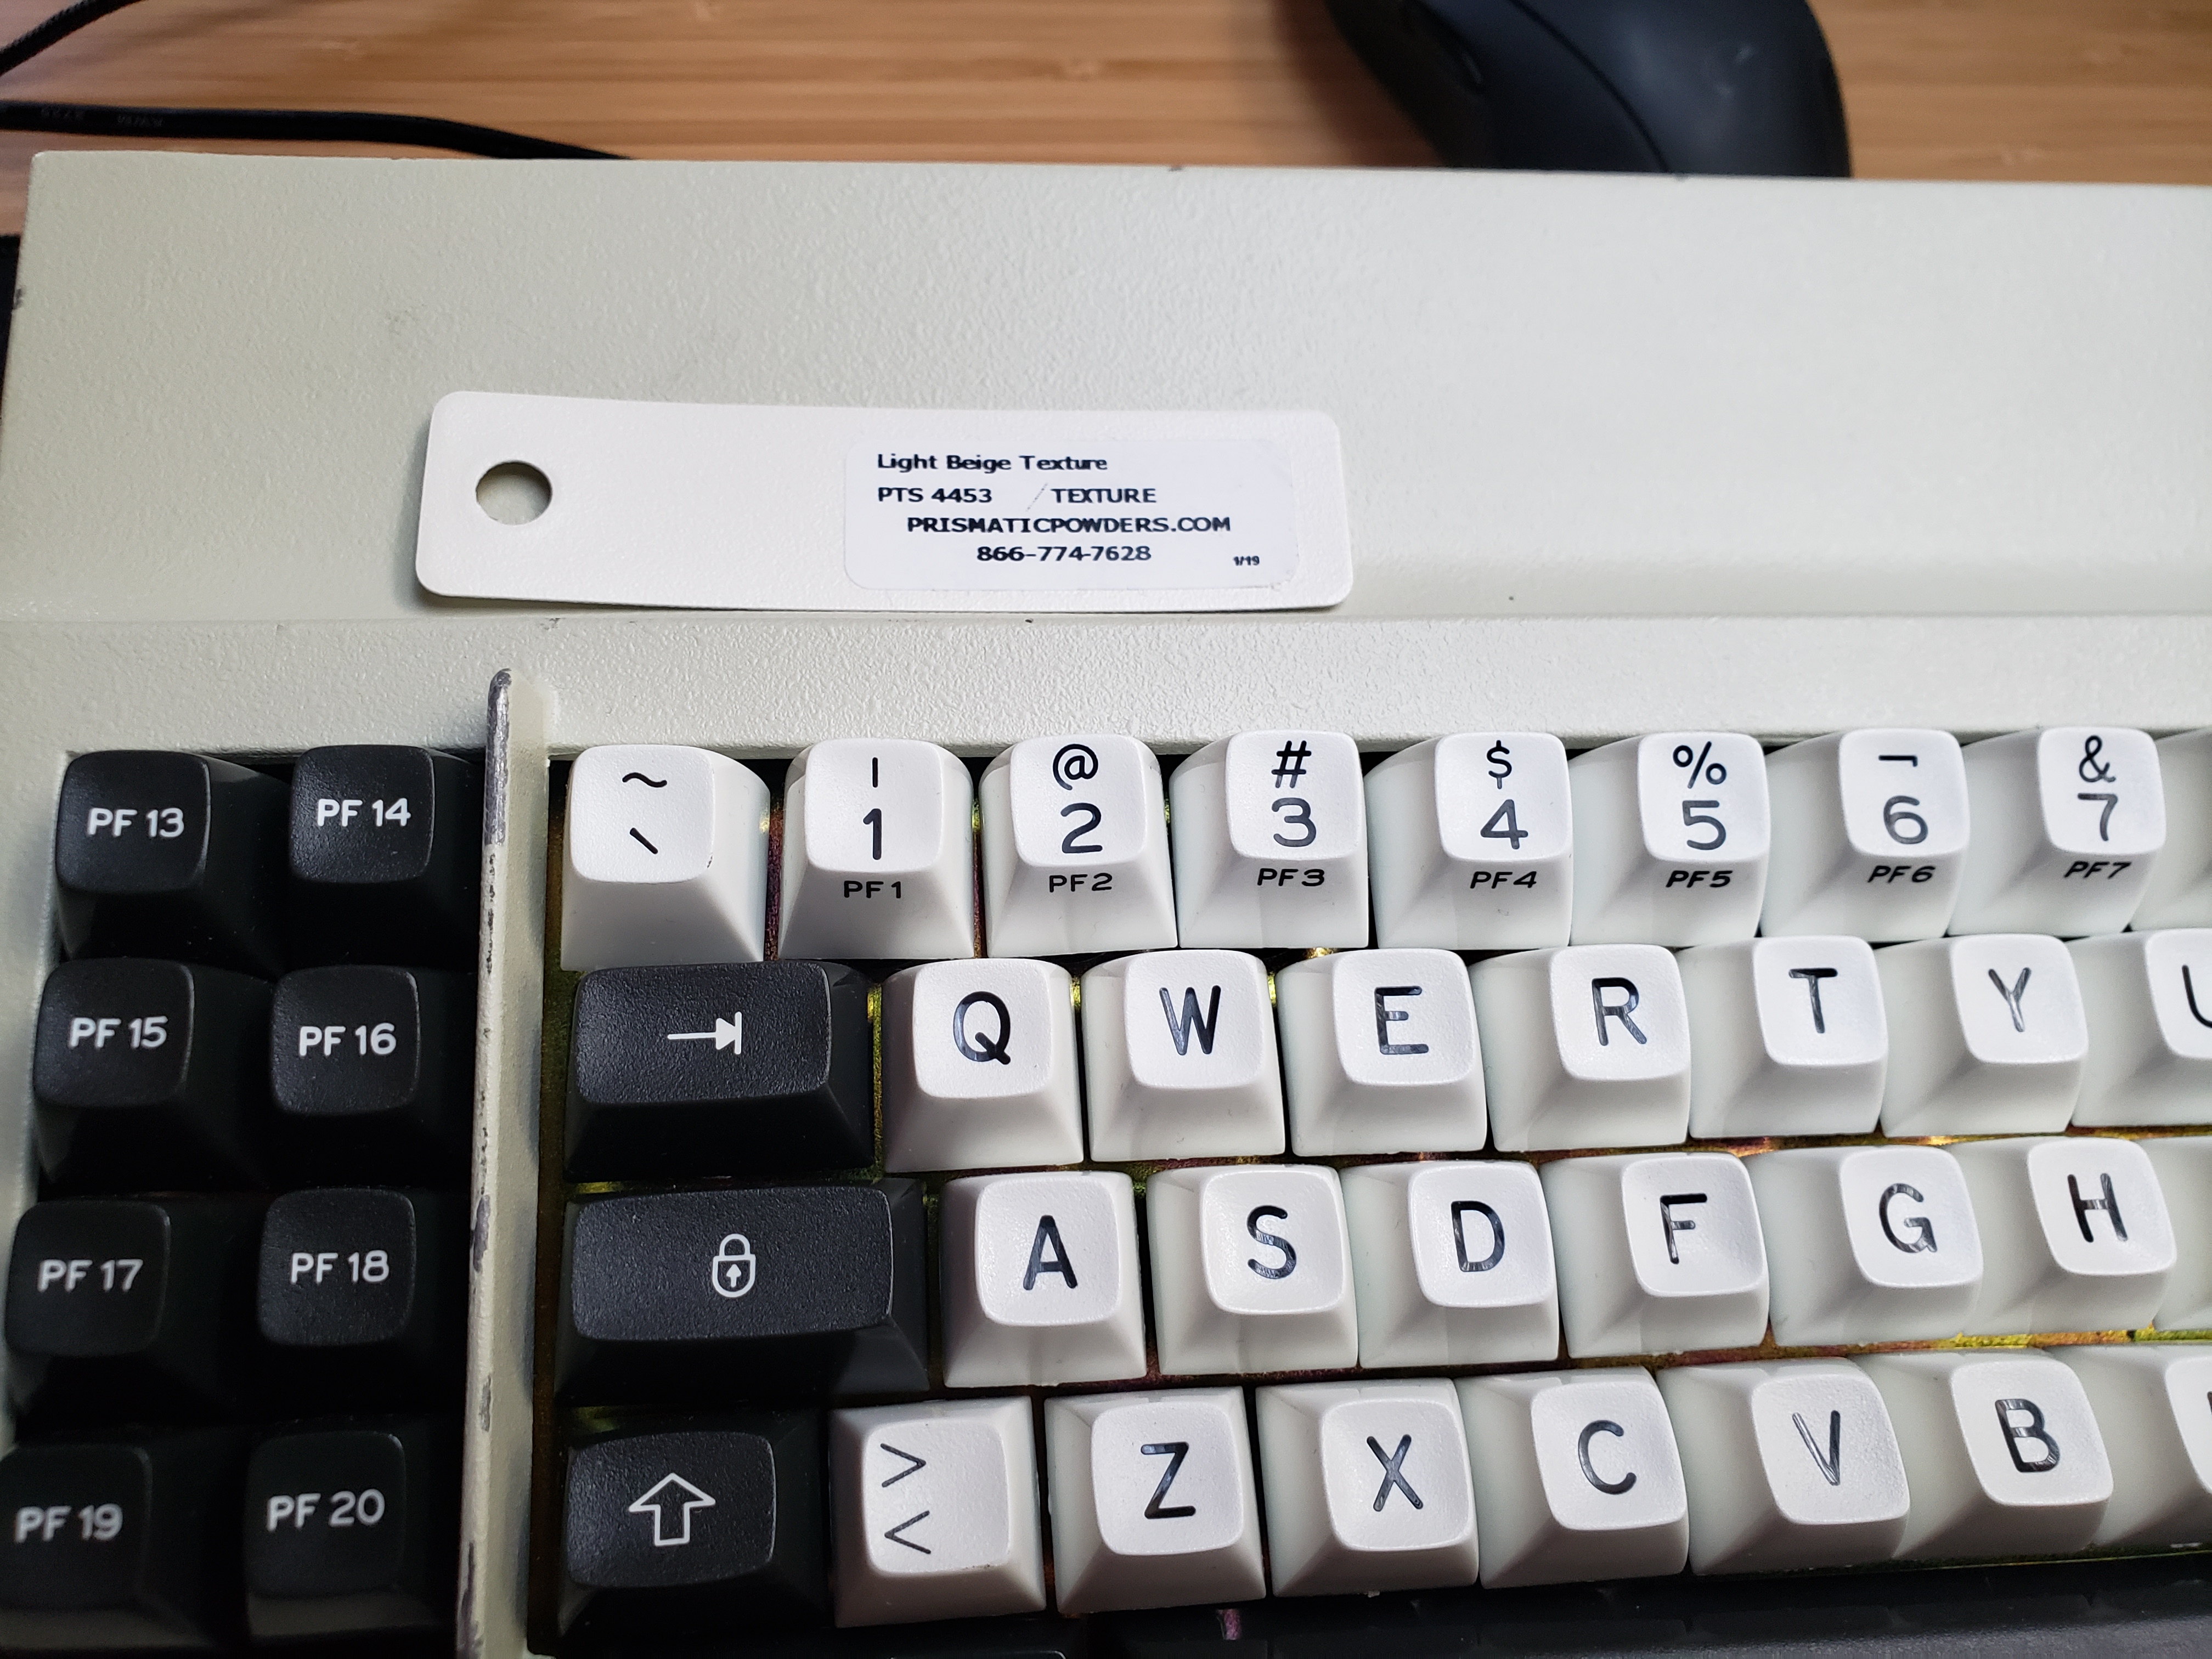 Light Beige Texture
PTS 4453 / TEXTURE
PRISMATICPOWDERS.COM
866-774-7628
1/19
~ | @ # $ % ¬ &
PF 13 PF 14 \ 1 2 3 4 5 6 7
PF1 PF2 PF3 PF4 PF5 PF6 PF7
PF 15 PF 16 Q W E R T Y
PF 17 PF 18 A S D F G H
PF 19 PF 20 > < Z X C V B